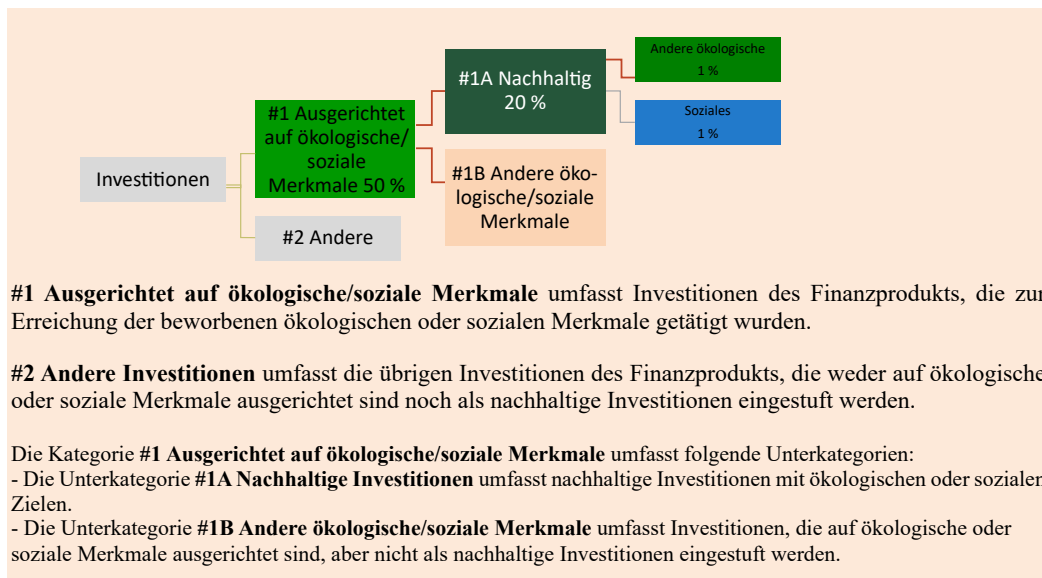 Investitionen
#1 Ausgerichtet
auf ökologische/
soziale
Merkmale 50 %
#2 Andere
#1A Nachhaltig
20 %
#1B Andere öko-
logische/soziale
Merkmale
Andere ökologische
1 %
Soziales
1 %
#1 Ausgerichtet auf ökologische/soziale Merkmale umfasst Investitionen des Finanzprodukts, die zur
Erreichung der beworbenen ökologischen oder sozialen Merkmale getätigt wurden.
#2 Andere Investitionen umfasst die übrigen Investitionen des Finanzprodukts, die weder auf ökologische
oder soziale Merkmale ausgerichtet sind noch als nachhaltige Investitionen eingestuft werden.
Die Kategorie #1 Ausgerichtet auf ökologische/soziale Merkmale umfasst folgende Unterkategorien:
- Die Unterkategorie #1A Nachhaltige Investitionen umfasst nachhaltige Investitionen mit ökologischen oder sozialen
Zielen.
- Die Unterkategorie #1B Andere ökologische/soziale Merkmale umfasst Investitionen, die auf ökologische oder
soziale Merkmale ausgerichtet sind, aber nicht als nachhaltige Investitionen eingestuft werden.